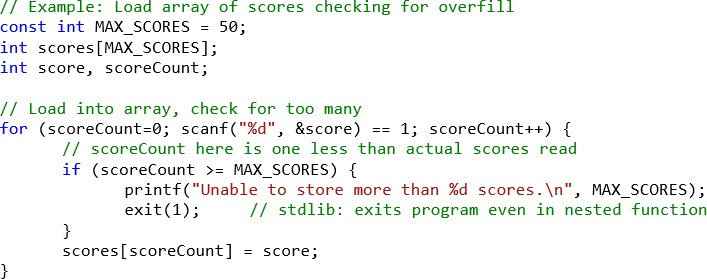 // Example: Load array of scores checking for overfill
const int MAX_SCORES = 50;
int scores[MAX_SCORES];
int score, scoreCount;

// Load into array, check for too many
for (scoreCount=0; scanf("%d", &score) == 1; scoreCount++) {
      // scoreCount here is one less than actual scores read
      if (scoreCount >= MAX_SCORES) {
            printf("Unable to store more than %d scores.\n", MAX_SCORES);
            exit(1);     // stdlib: exits program even in nested function
      }
      scores[scoreCount] = score;
}